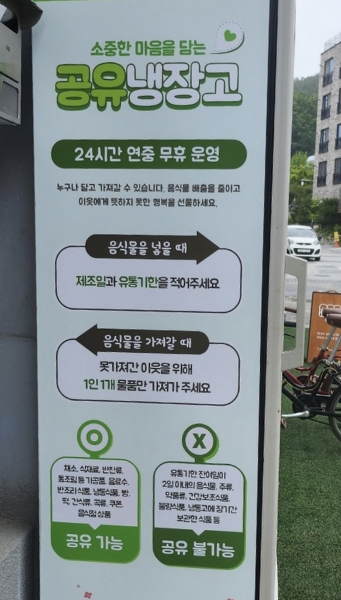 소중한 마음을 담는
공유냉장고
24시간 연중 무휴 운영
누구나 담고 가져갈 수 있습니다. 음식물 배출을 줄이고
이웃에게 뜻하지 못한 행복을 선물하세요.
음식물을 넣을 때
제조일과 유통기한을 적어주세요
음식물을 가져갈 때
못가져간 이웃을 위해
1인 1개 물품만 가져가 주세요
O
X
채소, 식재료, 반찬류,
통조림 등 가공품, 음료수,
반조리식품, 냉동식품, 빵,
떡, 간식류, 곡류, 쿠폰,
음식점 상품
공유 가능
유통기한 잔여일이
2일 이내의 음식물, 주류,
약품류, 건강보조식품,
불량식품, 냉동고에 장기간
보관한 식품 등
공유 불가능